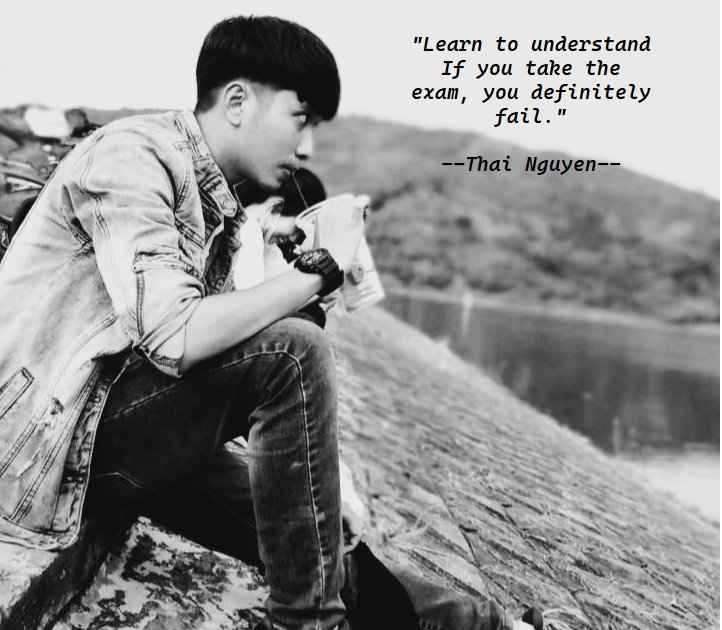 "Learn to understand
If you take the
exam, you definitely
fail."
--Thai Nguyen--